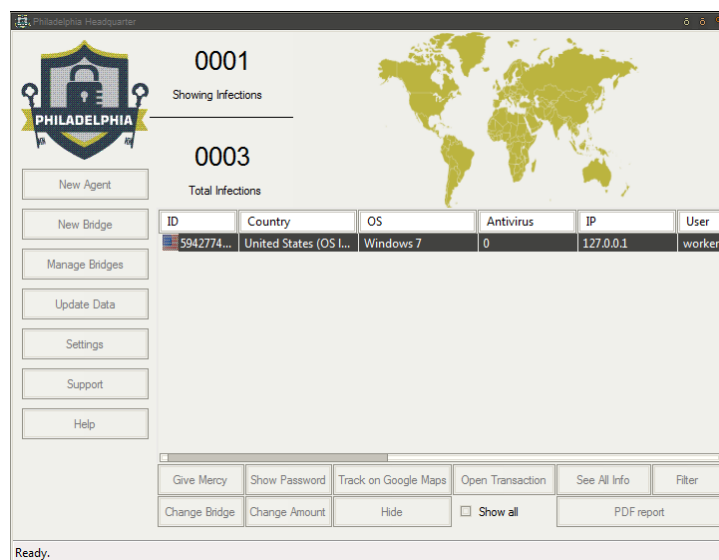 Philadelphia Headquarter
PHILADELPHIA
0001
Showing Infections
0003
Total Infections
New Agent
New Bridge
Manage Bridges
Update Data
Settings
Support
Help
ID Country OS Antivirus IP User
5942774... United States (OS I... Windows 7 0 127.0.0.1 worker
Give Mercy Show Password Track on Google Maps Open Transaction See All Info Filter
Change Bridge Change Amount Hide Show all PDF report
Ready.